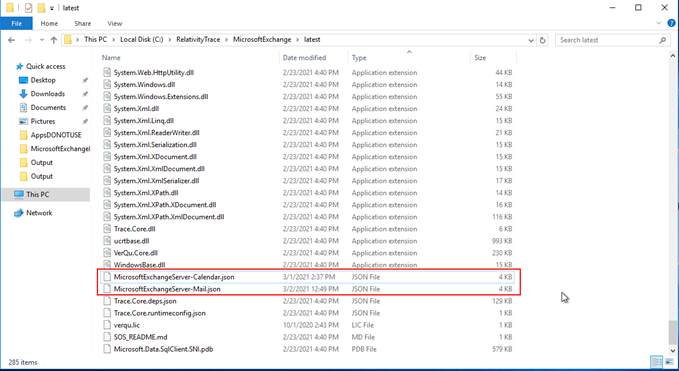 latest
File Home Share View
This PC > Local Disk (C:) > RelativityTrace > MicrosoftExchange > latest
Search latest
Name Date modified Type Size
Quick access
Desktop
Downloads
Documents
Pictures
AppsDONOTUSE
MicrosoftExchangeI
Output
Output
This PC
Network
System.Web.HttpUtility.dll 2/23/2021 4:40 PM Application extension 44 KB
System.Windows.dll 2/23/2021 4:40 PM Application extension 14 KB
System.Windows.Extensions.dll 2/23/2021 4:40 PM Application extension 55 KB
System.Xml.dll 2/23/2021 4:40 PM Application extension 24 KB
System.Xml.Linq.dll 2/23/2021 4:40 PM Application extension 15 KB
System.Xml.ReaderWriter.dll 2/23/2021 4:40 PM Application extension 21 KB
System.Xml.Serialization.dll 2/23/2021 4:40 PM Application extension 15 KB
System.Xml.XDocument.dll 2/23/2021 4:40 PM Application extension 15 KB
System.Xml.XmlDocument.dll 2/23/2021 4:40 PM Application extension 15 KB
System.Xml.XmlSerializer.dll 2/23/2021 4:40 PM Application extension 17 KB
System.Xml.XPath.dll 2/23/2021 4:40 PM Application extension 14 KB
System.Xml.XPath.XDocument.dll 2/23/2021 4:40 PM Application extension 16 KB
System.Xml.XPath.XmlDocument.dll 2/23/2021 4:40 PM Application extension 116 KB
Trace.Core.dll 2/23/2021 4:40 PM Application extension 6 KB
ucrtbase.dll 2/23/2021 4:40 PM Application extension 993 KB
VerQu.Core.dll 2/23/2021 4:40 PM Application extension 230 KB
WindowsBase.dll 2/23/2021 4:40 PM Application extension 15 KB
MicrosoftExchangeServer-Calendar.json 3/1/2021 2:37 PM JSON File 4 KB
MicrosoftExchangeServer-Mail.json 3/2/2021 12:49 PM JSON File 4 KB
Trace.Core.deps.json 2/23/2021 4:40 PM JSON File 129 KB
Trace.Core.runtimeconfig.json 2/23/2021 4:40 PM JSON File 1 KB
verqu.lic 10/1/2020 2:43 PM LIC File 1 KB
SOS_README.md 2/23/2021 4:40 PM MD File 1 KB
Microsoft.Data.SqlClient.SNI.pdb 2/23/2021 4:40 PM PDB File 579 KB
285 items